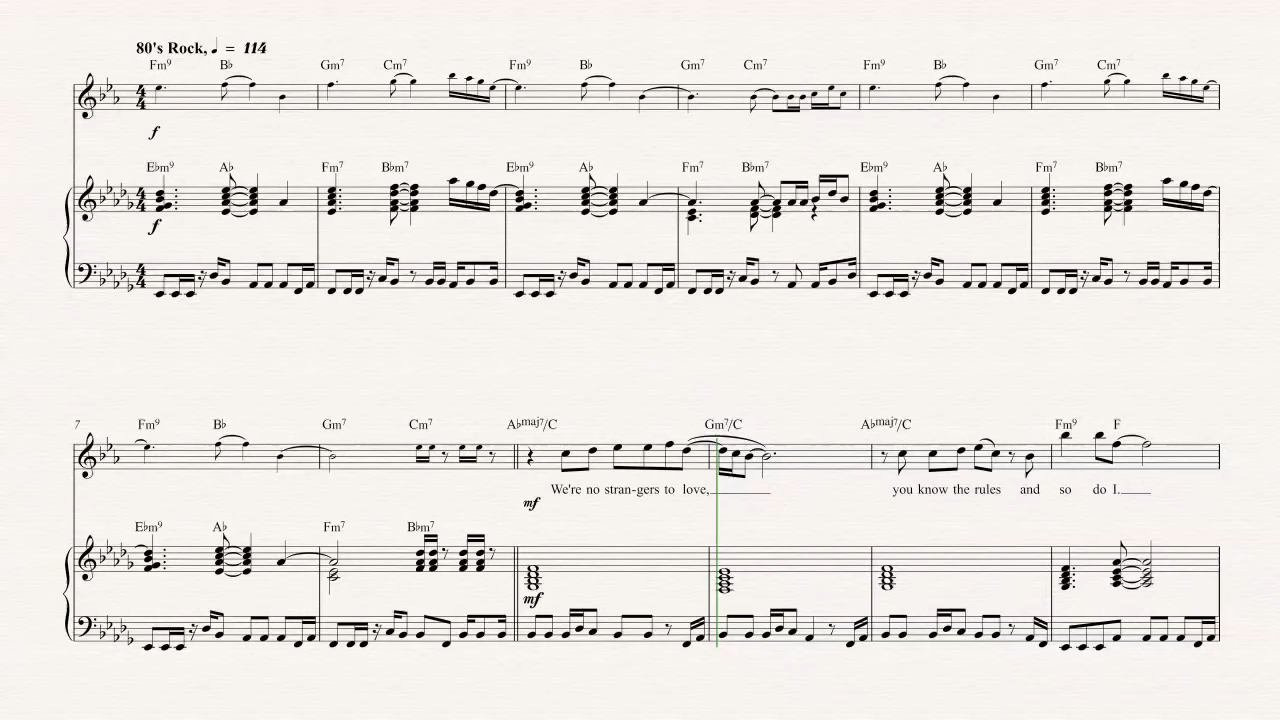 80's Rock, ♩ = 114
Fm9 B♭ Gm7 Cm7 Fm9 B♭ Gm7 Cm7 Fm9 B♭ Gm7 Cm7
f
E♭m9 A♭ Fm7 B♭m7 E♭m9 A♭ Fm7 B♭m7 E♭m9 A♭ Fm7 B♭m7
f
7 Fm9 B♭ Gm7 Cm7 A♭maj7/C Gm7/C A♭maj7/C Fm9 F
We're no stran-gers to love, you know the rules and so do I.
mf
E♭m9 A♭ Fm7 B♭m7
mf